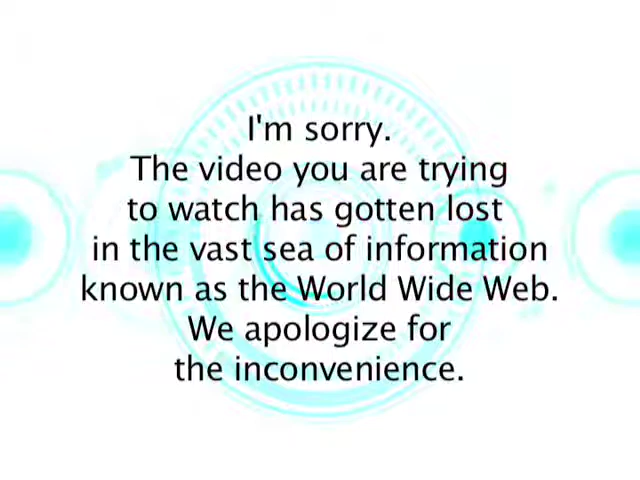 I'm sorry.
The video you are trying
to watch has gotten lost
in the vast sea of information
known as the World Wide Web.
We apologize for
the inconvenience.